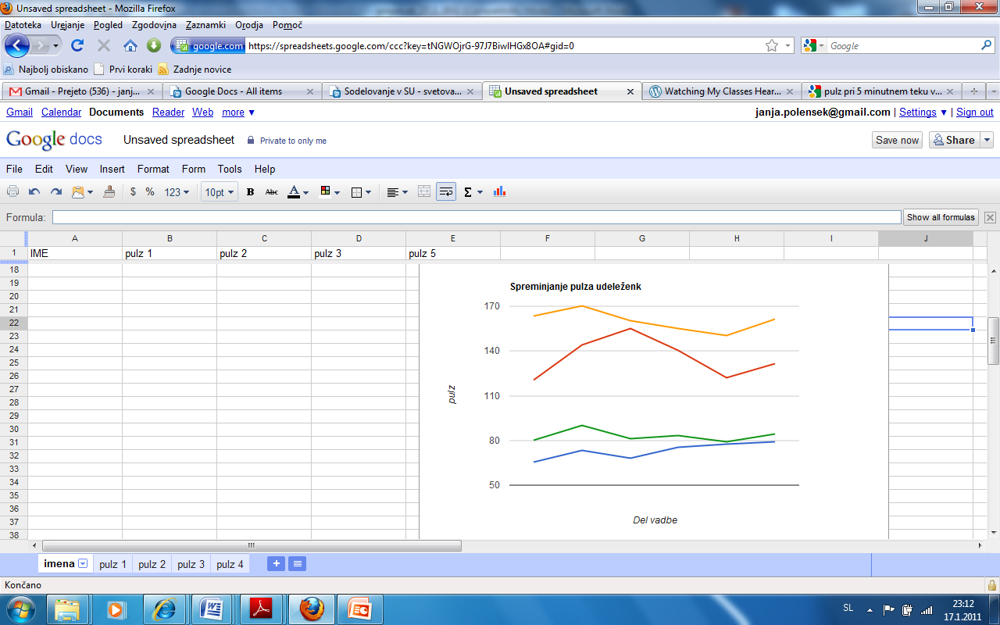 Unsaved spreadsheet - Mozilla Firefox
Datoteka Urejanje Pogled Zgodovina Zaznamki Orodja Pomoč
google.com https://spreadsheets.google.com/ccc?key=tNGWOjrG-97J7BiwlHGx8OA#gid=0 Google
Najbolj obiskano Prvi koraki Zadnje novice
Gmail - Prejeto (536) - janj... Google Docs - All items Sodelovanje v SU - svetova... Unsaved spreadsheet Watching My Classes Hear... pulz pri 5 minutnem teku v...
Gmail Calendar Documents Reader Web more ▼ janja.polensek@gmail.com | Settings ▼ | Sign out
Google docs Unsaved spreadsheet Private to only me Save now Share
File Edit View Insert Format Form Tools Help
$ % 123 10pt B Abc A Σ
Formula: Show all formulas
A B C D E F G H I J
1 IME pulz 1 pulz 2 pulz 3 pulz 5
18
19
20
21
22
23
24
25
26
27
28
29
30
31
32
33
34
35
36
37
38
Spreminjanje pulza udeleženk
170
140
110
80
50
pulz
Del vadbe
imena pulz 1 pulz 2 pulz 3 pulz 4
Končano
SL 23:12
17.1.2011